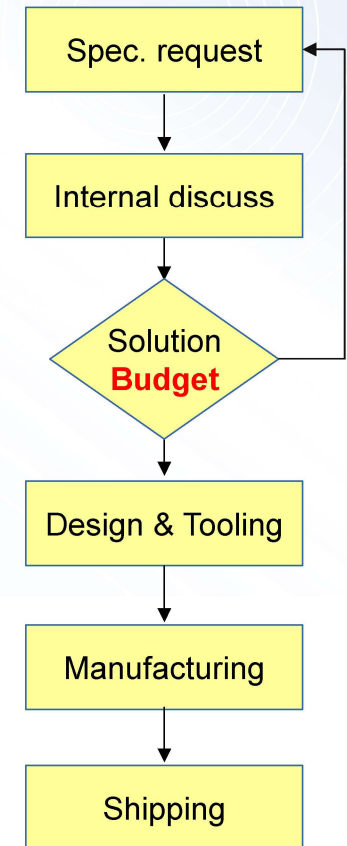 Spec. request
Internal discuss
Solution
Budget
Design & Tooling
Manufacturing
Shipping